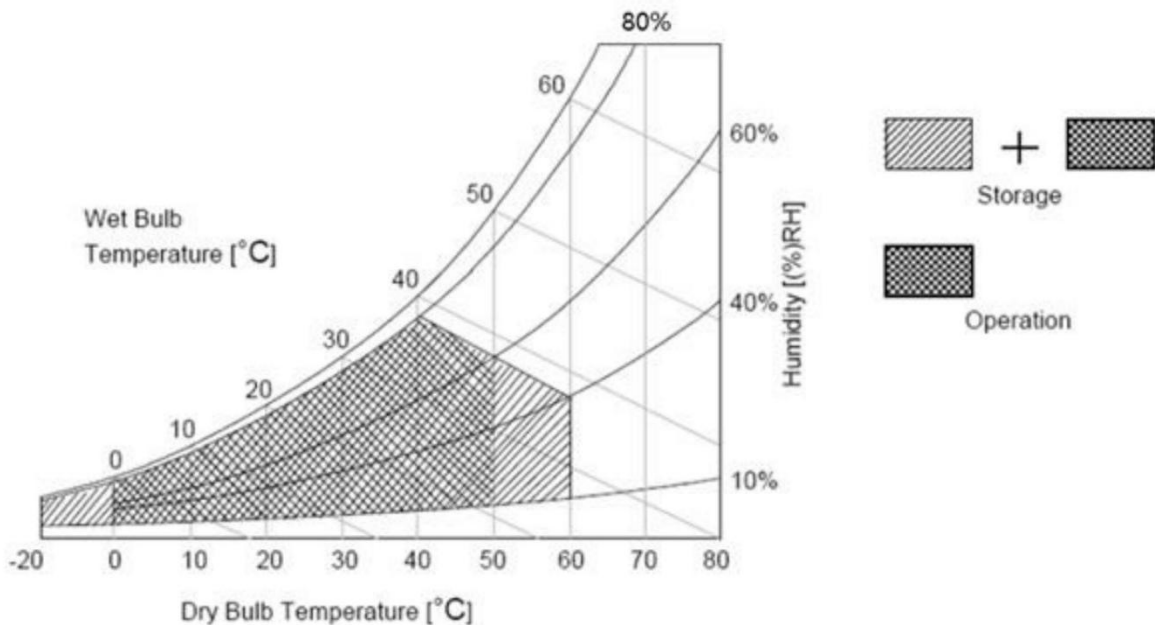 80%
60
60%
50
Wet Bulb
Temperature [°C]
Storage
40
40%
Humidity [(%)RH]
30
Operation
20
10
0
10%
-20 0 10 20 30 40 50 60 70 80
Dry Bulb Temperature [°C]